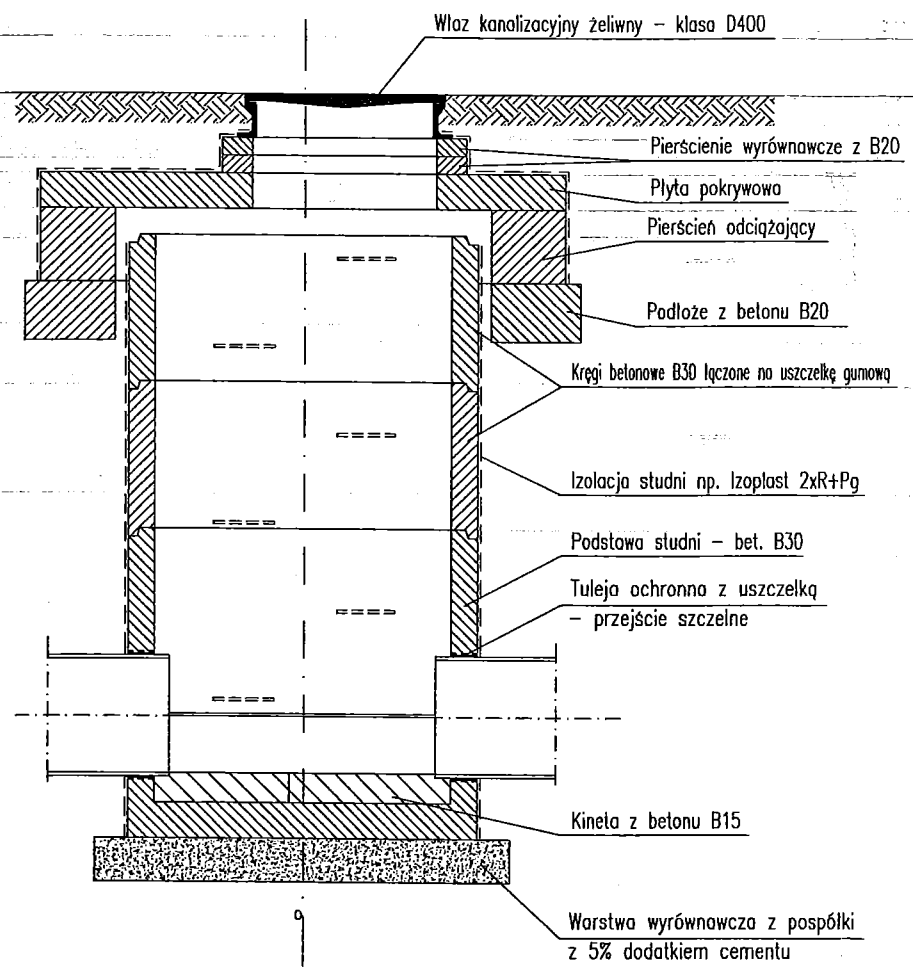 Właz kanalizacyjny żeliwny – klasa D400
Pierścienie wyrównawcze z B20
Płyta pokrywowa
Pierścień odciążający
Podłoże z betonu B20
Kręgi betonowe B30 łączone na uszczelkę gumową
Izolacja studni np. Izoplast 2xR+Pg
Podstawa studni – bet. B30
Tuleja ochronna z uszczelką
– przejście szczelne
Kineta z betonu B15
Warstwa wyrównawcza z pospółki
z 5% dodatkiem cementu